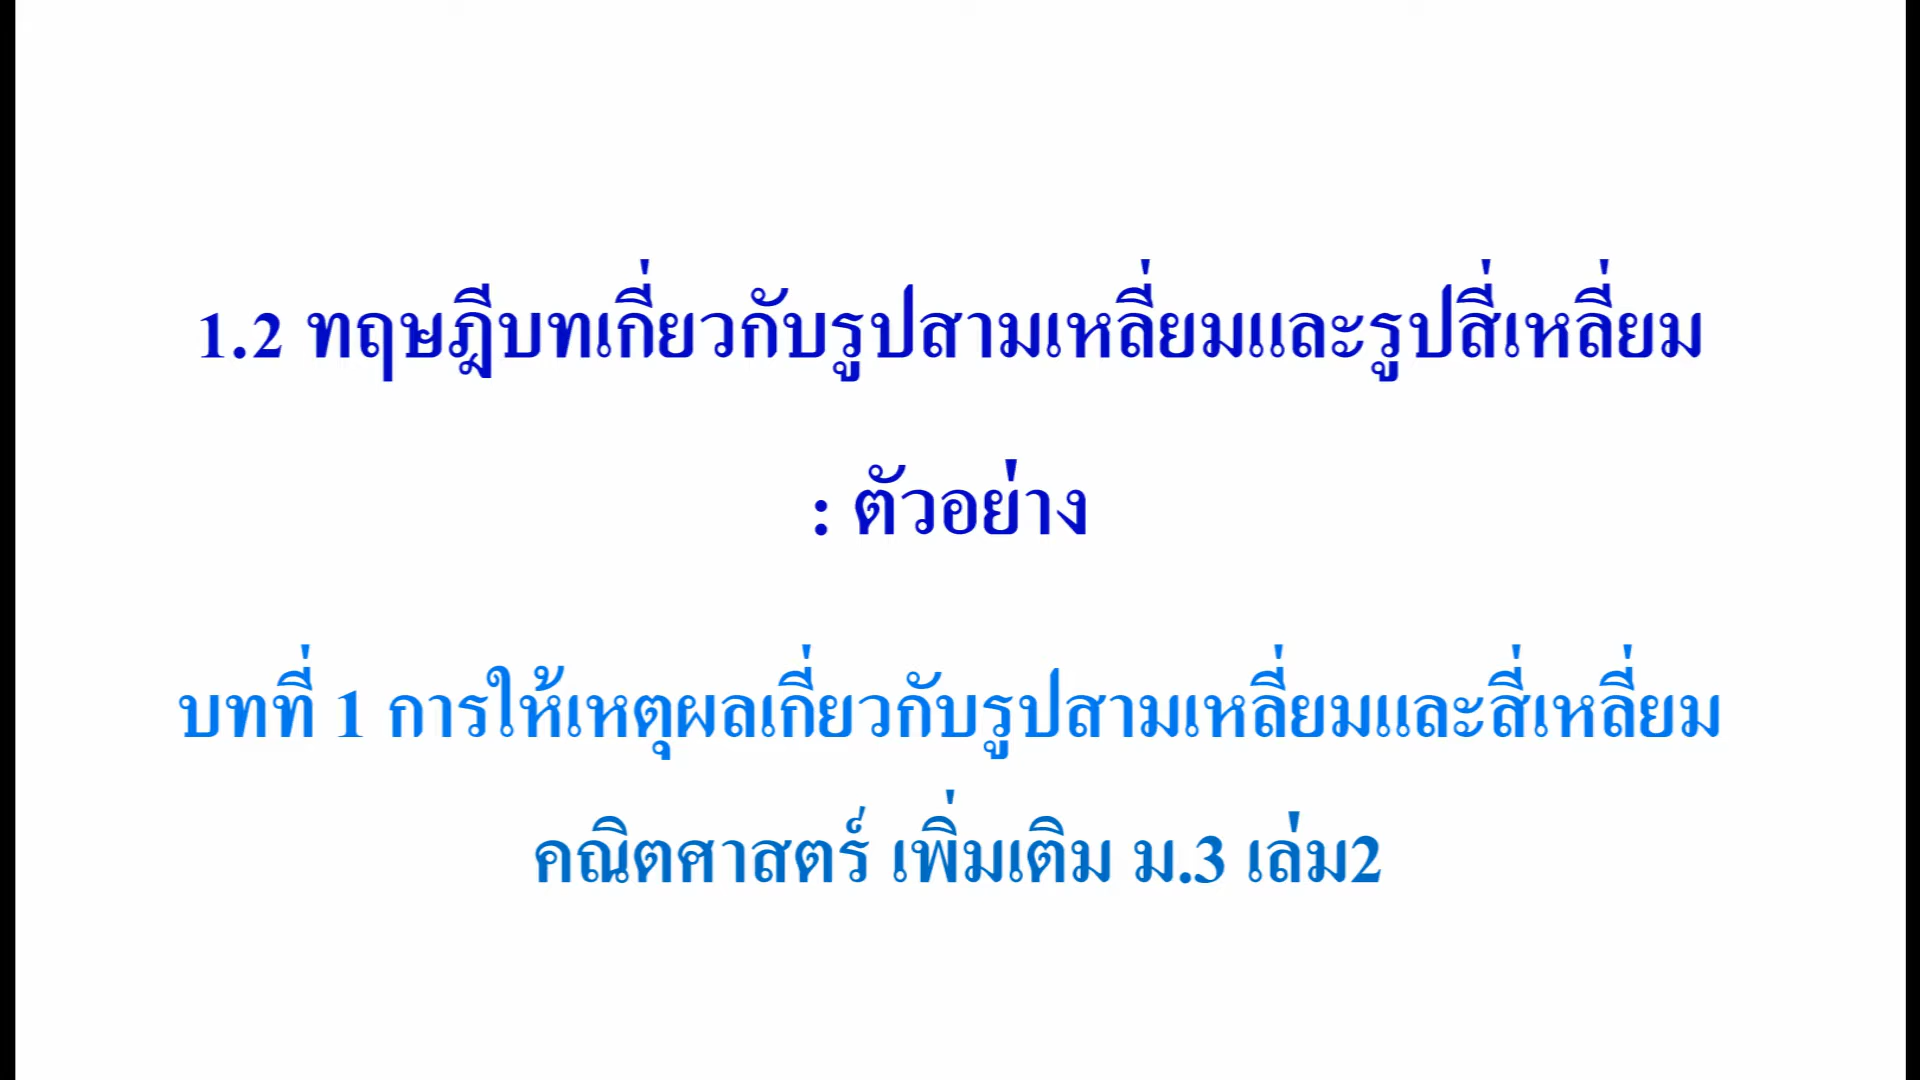 1.2 ทฤษฎีบทเกี่ยวกับรูปสามเหลี่ยมและรูปสี่เหลี่ยม
: ตัวอย่าง
บทที่ 1 การให้เหตุผลเกี่ยวกับรูปสามเหลี่ยมและสี่เหลี่ยม
คณิตศาสตร์ เพิ่มเติม ม.3 เล่ม2